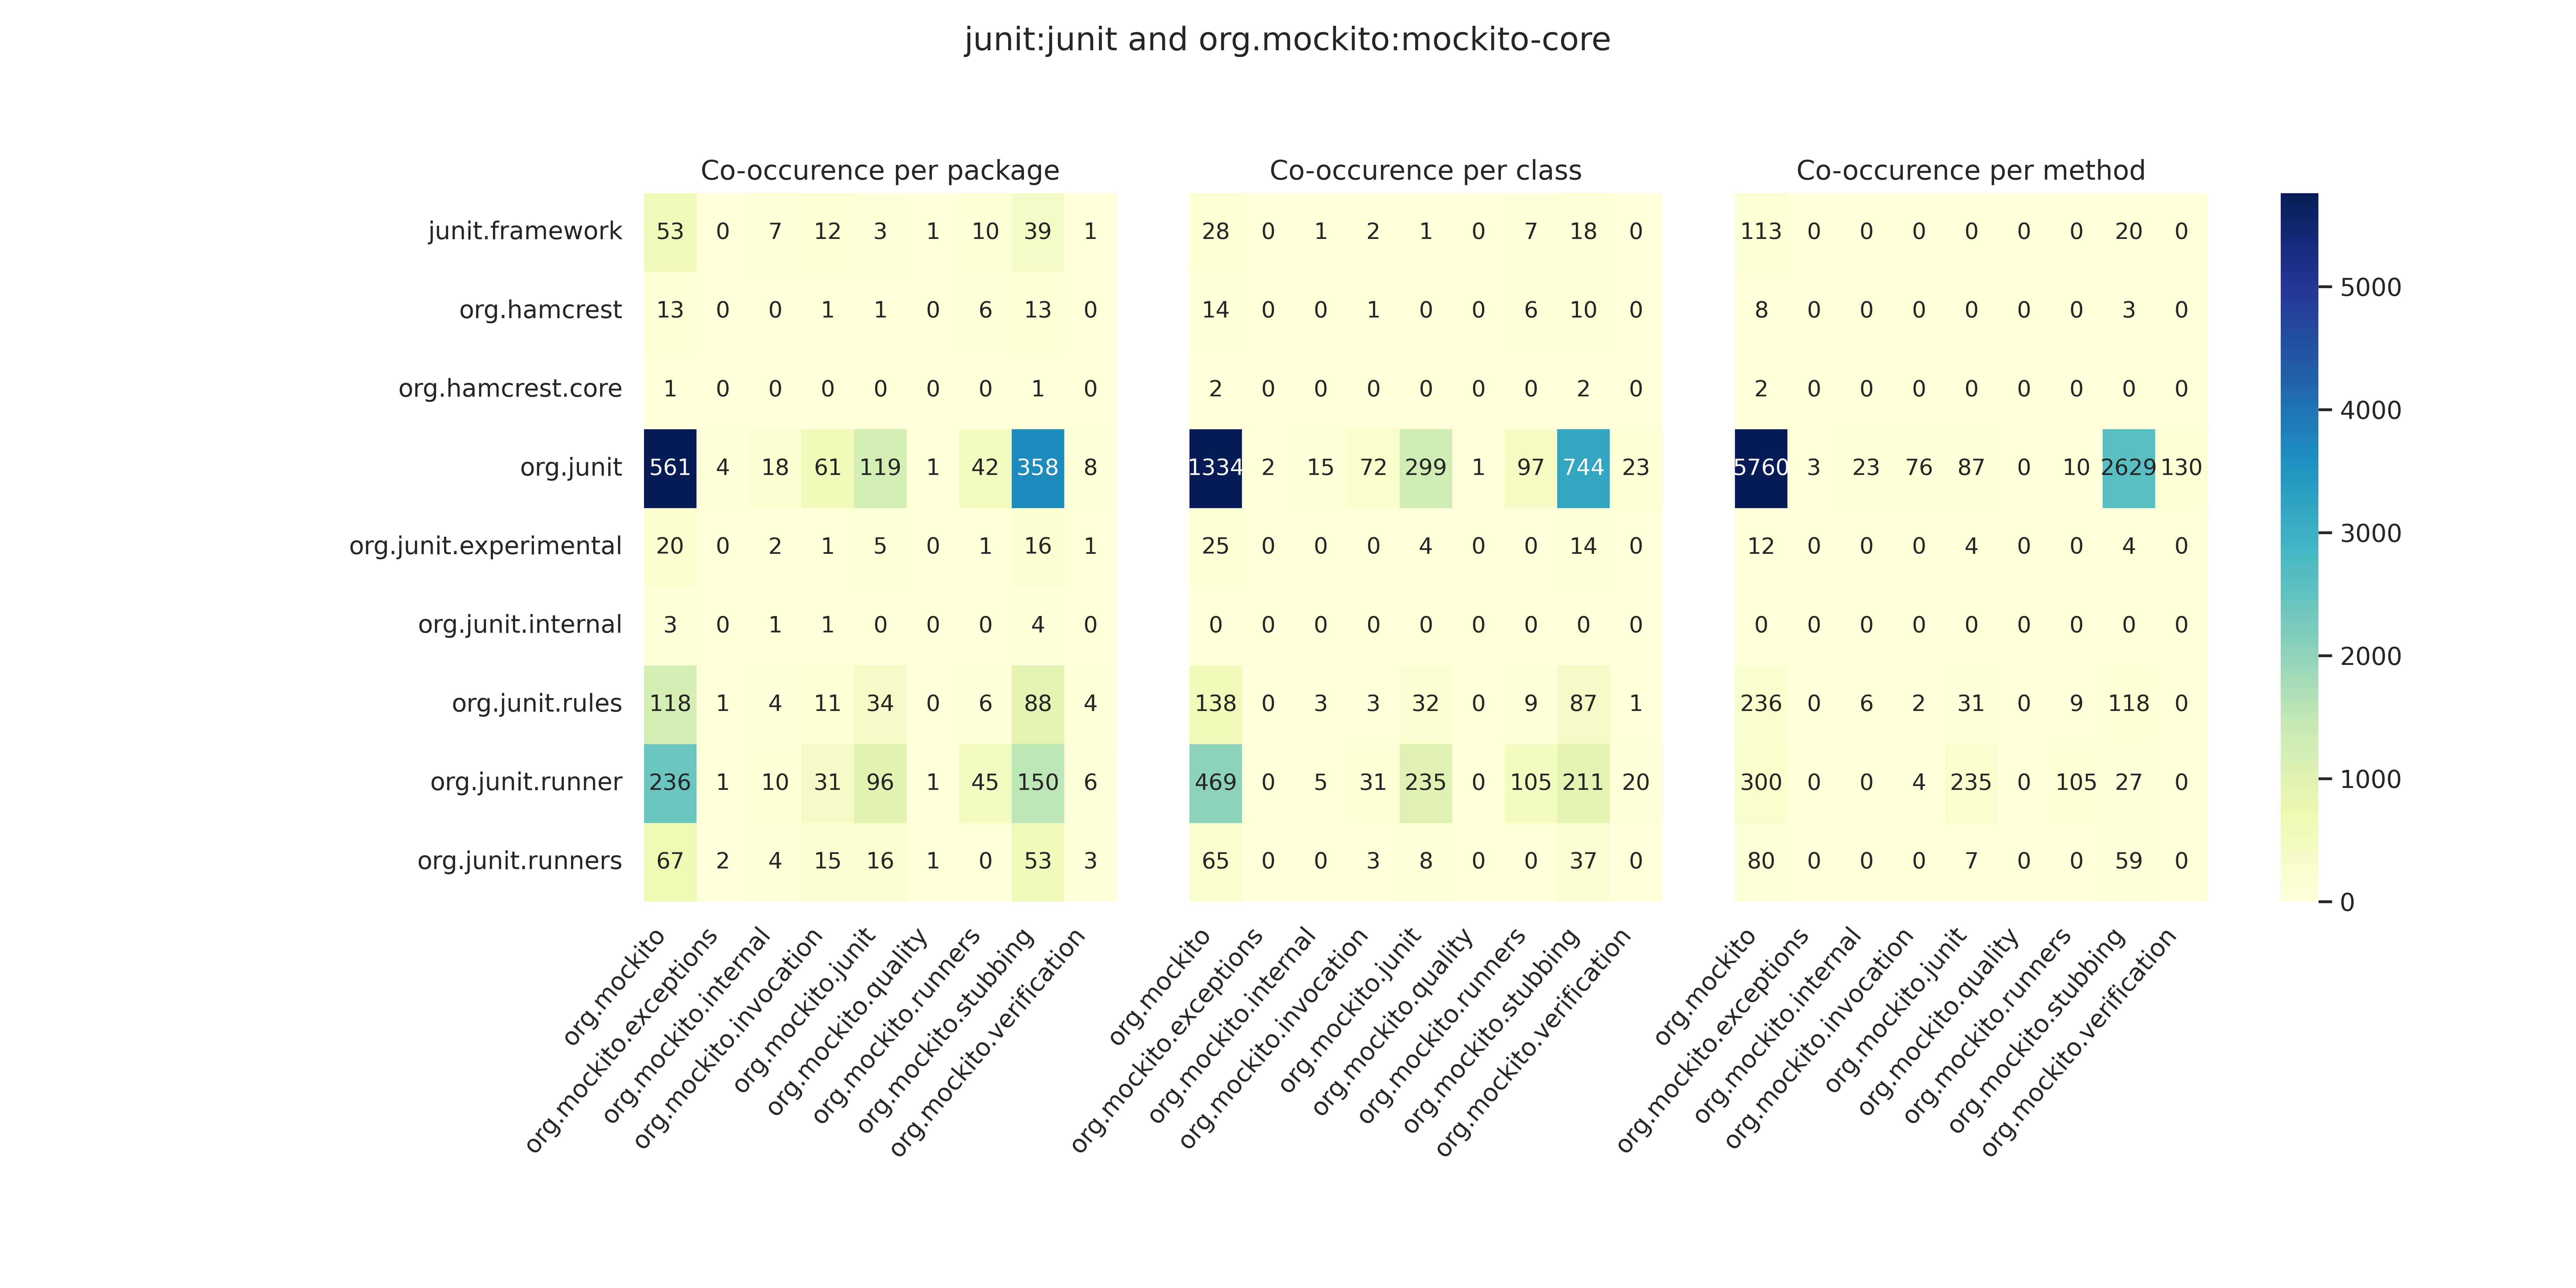 junit:junit and org.mockito:mockito-core
Co-occurence per package Co-occurence per class Co-occurence per method
junit.framework 53 0 7 12 3 1 10 39 1 28 0 1 2 1 0 7 18 0 113 0 0 0 0 0 0 20 0
5000
org.hamcrest 13 0 0 1 1 0 6 13 0 14 0 0 1 0 0 6 10 0 8 0 0 0 0 0 0 3 0
org.hamcrest.core 1 0 0 0 0 0 0 1 0 2 0 0 0 0 0 0 2 0 2 0 0 0 0 0 0 0 0
4000
org.junit 561 4 18 61 119 1 42 358 8 1334 2 15 72 299 1 97 744 23 5760 3 23 76 87 0 10 2629 130
3000
org.junit.experimental 20 0 2 1 5 0 1 16 1 25 0 0 0 4 0 0 14 0 12 0 0 0 4 0 0 4 0
org.junit.internal 3 0 1 1 0 0 0 4 0 0 0 0 0 0 0 0 0 0 0 0 0 0 0 0 0 0 0
2000
org.junit.rules 118 1 4 11 34 0 6 88 4 138 0 3 3 32 0 9 87 1 236 0 6 2 31 0 9 118 0
org.junit.runner 236 1 10 31 96 1 45 150 6 469 0 5 31 235 0 105 211 20 300 0 0 4 235 0 105 27 0
1000
org.junit.runners 67 2 4 15 16 1 0 53 3 65 0 0 3 8 0 0 37 0 80 0 0 0 7 0 0 59 0
0
org.mockito
org.mockito.exceptions
org.mockito.internal
org.mockito.invocation
org.mockito.junit
org.mockito.quality
org.mockito.runners
org.mockito.stubbing
org.mockito.verification
org.mockito
org.mockito.exceptions
org.mockito.internal
org.mockito.invocation
org.mockito.junit
org.mockito.quality
org.mockito.runners
org.mockito.stubbing
org.mockito.verification
org.mockito
org.mockito.exceptions
org.mockito.internal
org.mockito.invocation
org.mockito.junit
org.mockito.quality
org.mockito.runners
org.mockito.stubbing
org.mockito.verification